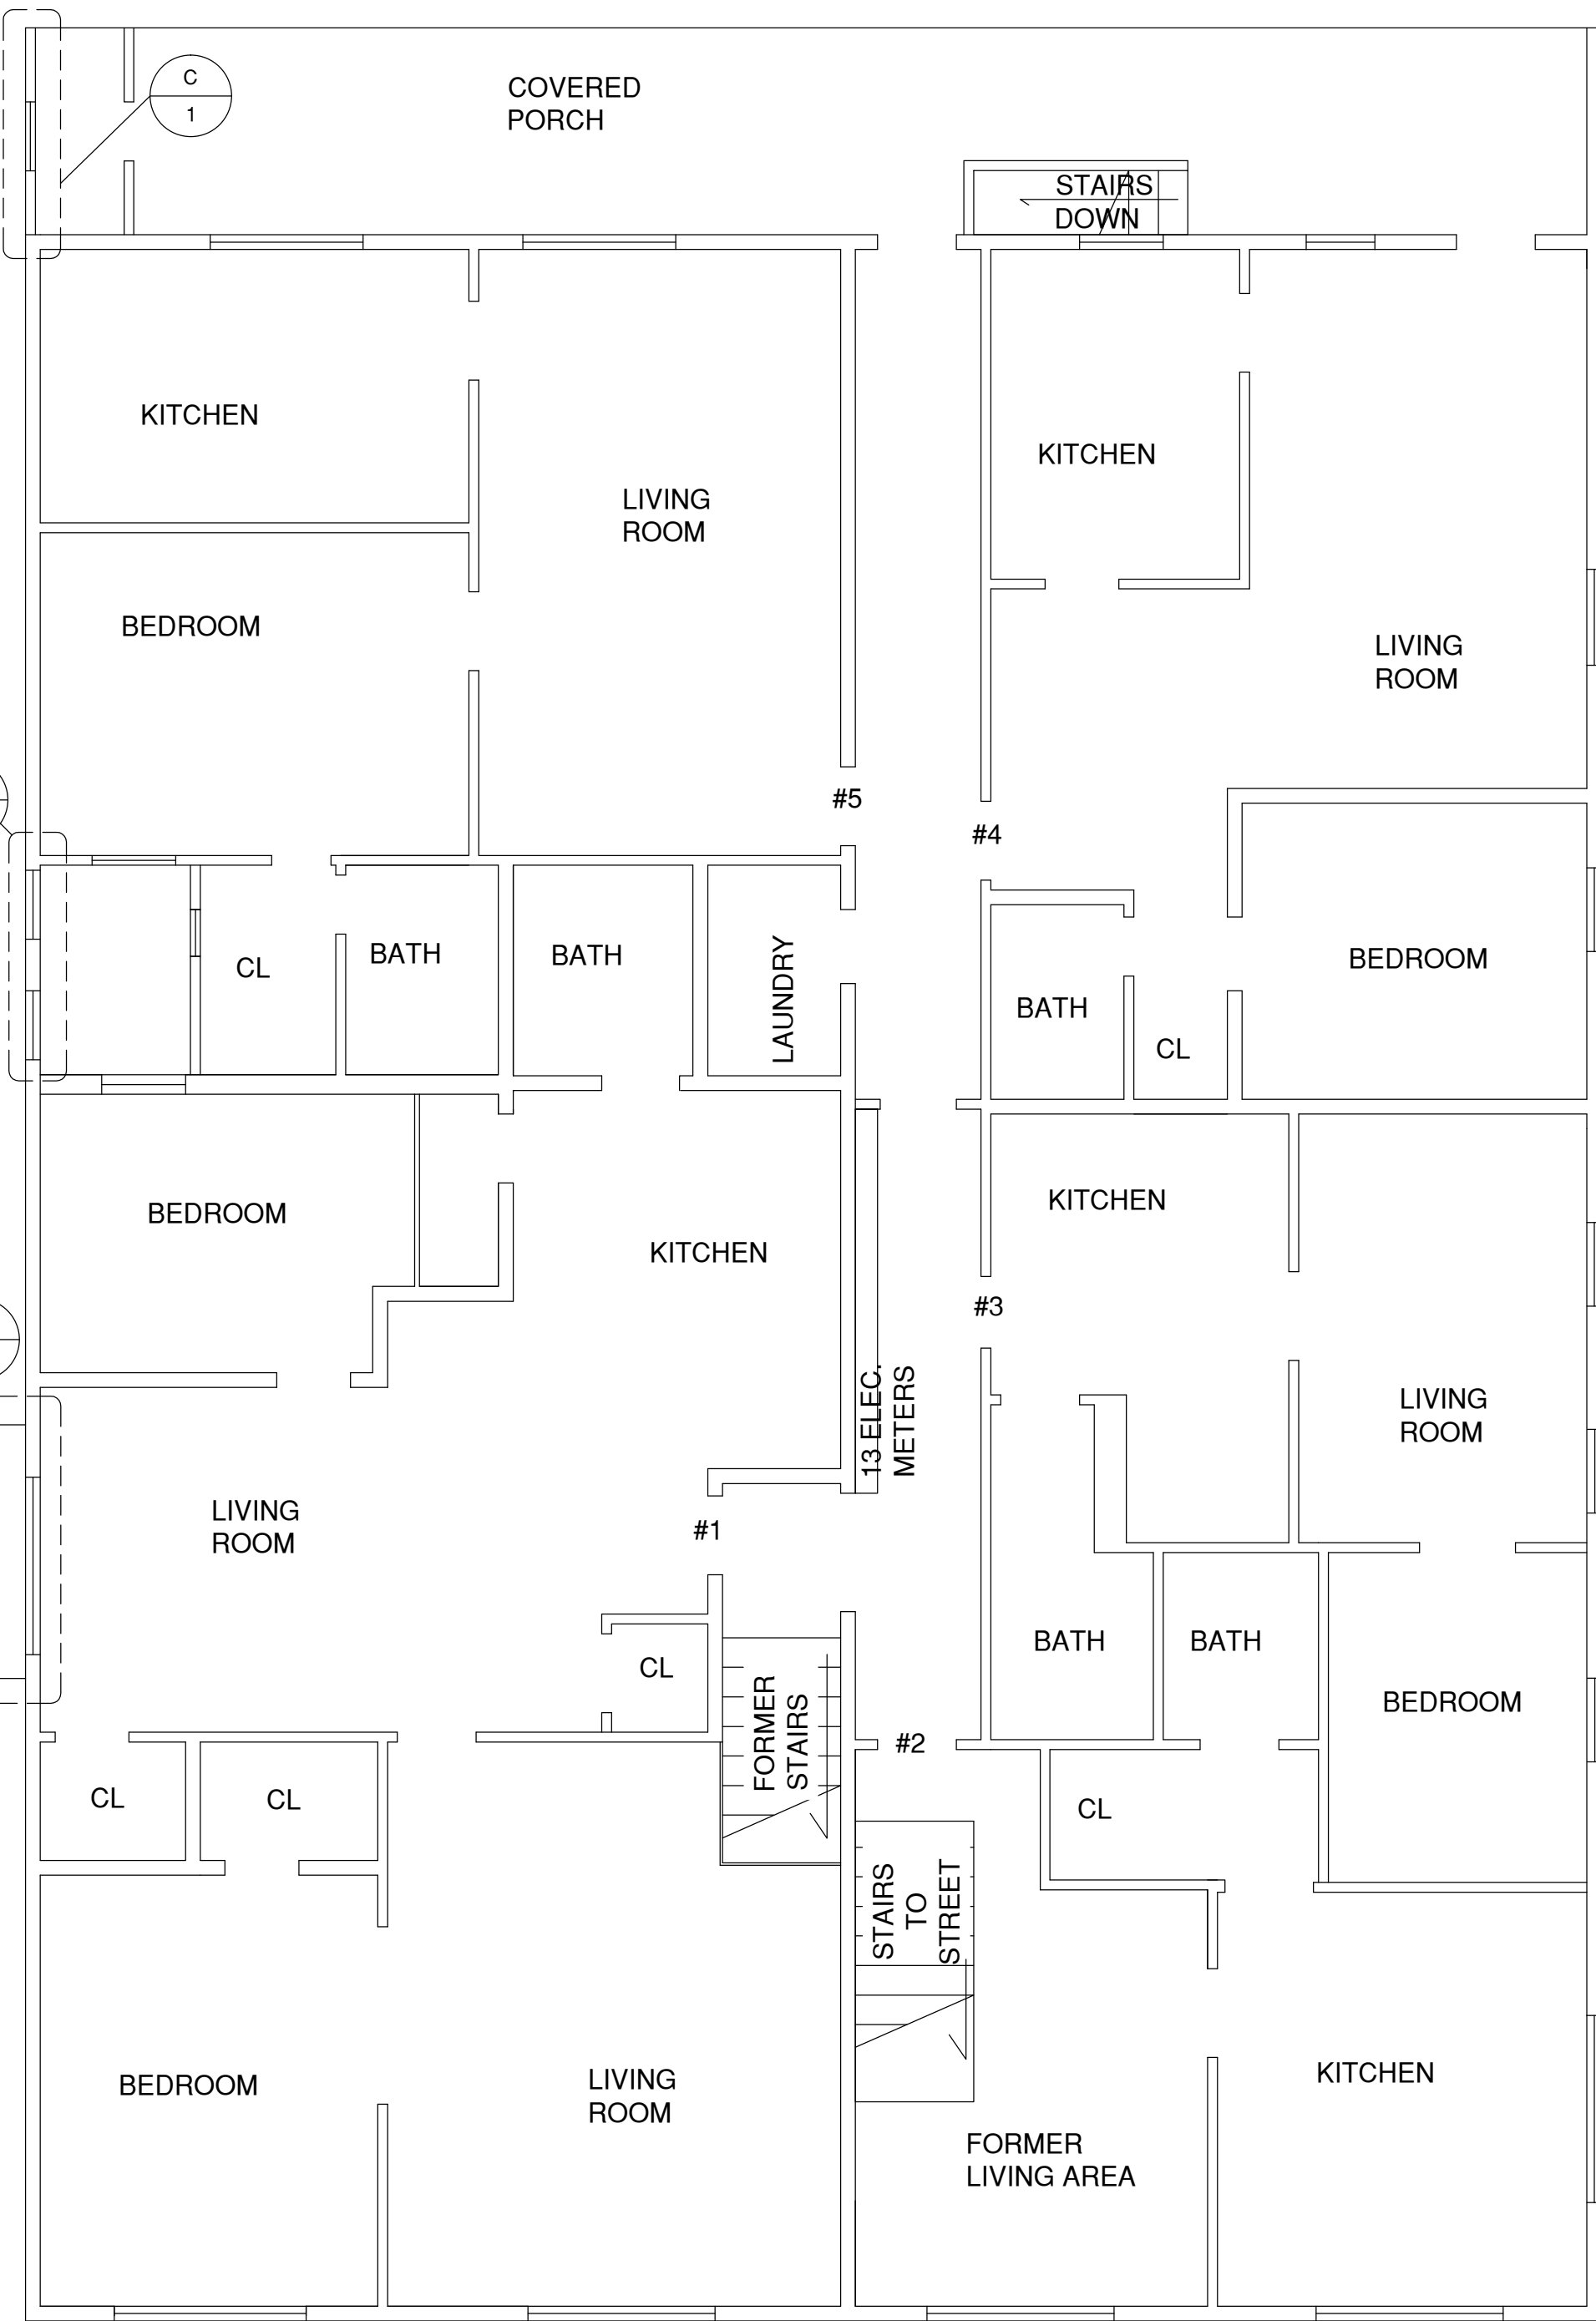 C
1
COVERED
PORCH
STAIRS
DOWN
KITCHEN
KITCHEN
LIVING
ROOM
BEDROOM
LIVING
ROOM
#5
#4
CL
BATH
BATH
LAUNDRY
BEDROOM
BATH
CL
BEDROOM
KITCHEN
KITCHEN
#3
13 ELEC.
METERS
LIVING
ROOM
LIVING
ROOM
#1
CL
BATH
BATH
BEDROOM
FORMER
STAIRS
#2
CL
CL
CL
STAIRS
TO
STREET
BEDROOM
LIVING
ROOM
KITCHEN
FORMER
LIVING AREA